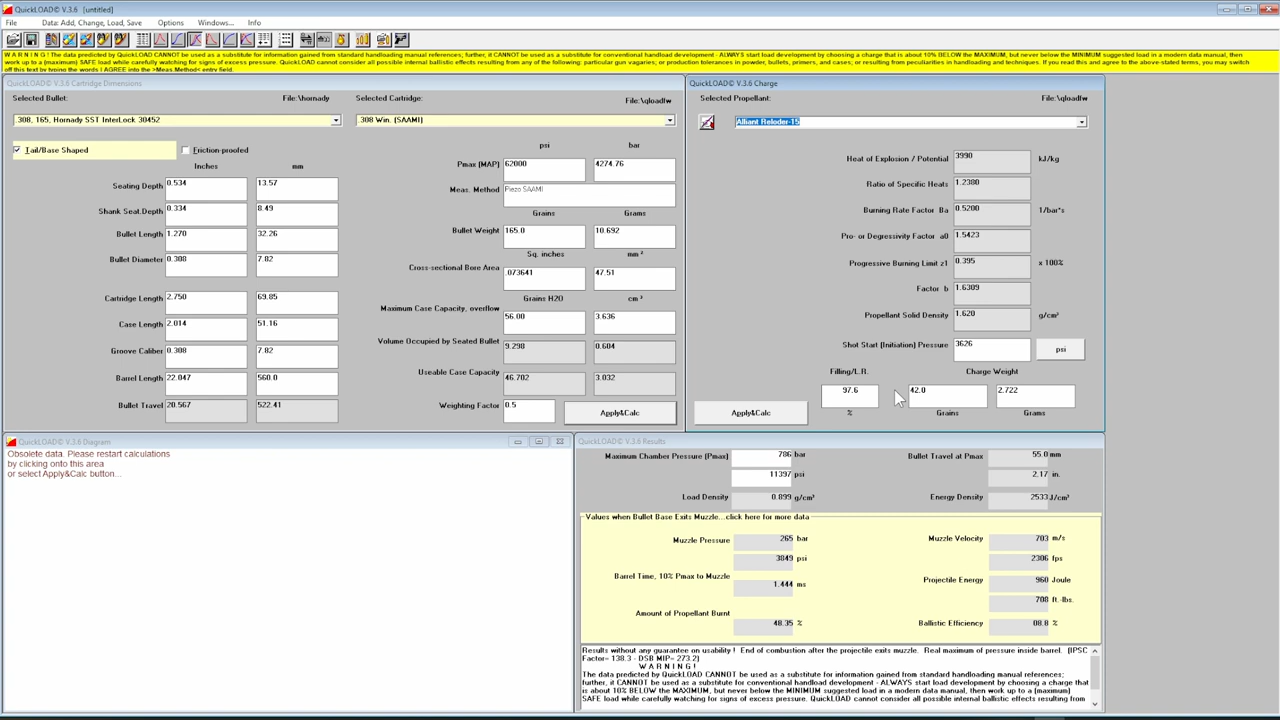 QuickLOAD© V.3.6 [untitled]
File Data: Add, Change, Load, Save Options Windows... Info
W A R N I N G ! The data predicted by QuickLOAD CANNOT be used as a substitute for information gained from standard handloading manual references; further, it CANNOT be used as a substitute for conventional handload development - ALWAYS start load development by choosing a charge that is about 10% BELOW the MAXIMUM, but never below the MINIMUM suggested load in a modern data manual, then
work up to a (maximum) SAFE load while carefully watching for signs of excess pressure. QuickLOAD cannot consider all possible internal ballistic effects resulting from any of the following: particular gun vagaries; or production tolerances in powder, bullets, primers, and cases; or resulting from peculiarities in handloading and techniques. If you read this and agree to the above-stated terms, you may switch
off this text by typing the words I AGREE into the >Meas.Method< entry field.
QuickLOAD© V.3.6 Cartridge Dimensions
Selected Bullet: File:\hornady Selected Cartridge: File:\qloadfw
.308, 165, Hornady SST InterLock 30452 .308 Win. (SAAMI)
Tail/Base Shaped Friction-proofed
Inches mm
Seating Depth 0.534 13.57
Shank Seat.Depth 0.334 8.49
Bullet Length 1.270 32.26
Bullet Diameter 0.308 7.82
Cartridge Length 2.750 69.85
Case Length 2.014 51.16
Groove Caliber 0.308 7.82
Barrel Length 22.047 560.0
Bullet Travel 20.567 522.41
psi bar
Pmax (MAP) 62000 4274.76
Meas. Method Piezo SAAMI
Grains Grams
Bullet Weight 165.0 10.692
Sq. inches mm²
Cross-sectional Bore Area .073641 47.51
Grains H2O cm³
Maximum Case Capacity, overflow 56.00 3.636
Volume Occupied by Seated Bullet 9.298 0.604
Useable Case Capacity 46.702 3.032
Weighting Factor 0.5 Apply&Calc
QuickLOAD© V.3.6 Charge
Selected Propellant: File:\qloadfw
Alliant Reloder-15
Heat of Explosion / Potential 3990 kJ/kg
Ratio of Specific Heats 1.2380
Burning Rate Factor Ba 0.5200 1/bar*s
Pro- or Degressivity Factor a0 1.5423
Progressive Burning Limit z1 0.395 x 100%
Factor b 1.6309
Propellant Solid Density 1.620 g/cm³
Shot Start (Initiation) Pressure 3626 psi
Filling/L.R. Charge Weight
97.6 42.0 2.722
Apply&Calc % Grains Grams
QuickLOAD© V.3.6 Diagram
Obsolete data. Please restart calculations
by clicking onto this area
or select Apply&Calc button...
QuickLOAD© V.3.6 Results
Maximum Chamber Pressure (Pmax) 786 bar Bullet Travel at Pmax 55.0 mm
11397 psi 2.17 in.
Load Density 0.899 g/cm³ Energy Density 2533 J/cm³
Values when Bullet Base Exits Muzzle...click here for more data
Muzzle Pressure 265 bar Muzzle Velocity 703 m/s
3849 psi 2306 fps
Barrel Time, 10% Pmax to Muzzle 1.444 ms Projectile Energy 960 Joule
708 ft.-lbs.
Amount of Propellant Burnt 48.35 % Ballistic Efficiency 08.8 %
Results without any guarantee on usability ! End of combustion after the projectile exits muzzle. Real maximum of pressure inside barrel. (IPSC
Factor= 138.3 - DSB MIP= 273.2)
W A R N I N G !
The data predicted by QuickLOAD CANNOT be used as a substitute for information gained from standard handloading manual references;
further, it CANNOT be used as a substitute for conventional handload development - ALWAYS start load development by choosing a charge that
is about 10% BELOW the MAXIMUM, but never below the MINIMUM suggested load in a modern data manual, then work up to a (maximum)
SAFE load while carefully watching for signs of excess pressure. QuickLOAD cannot consider all possible internal ballistic effects resulting from